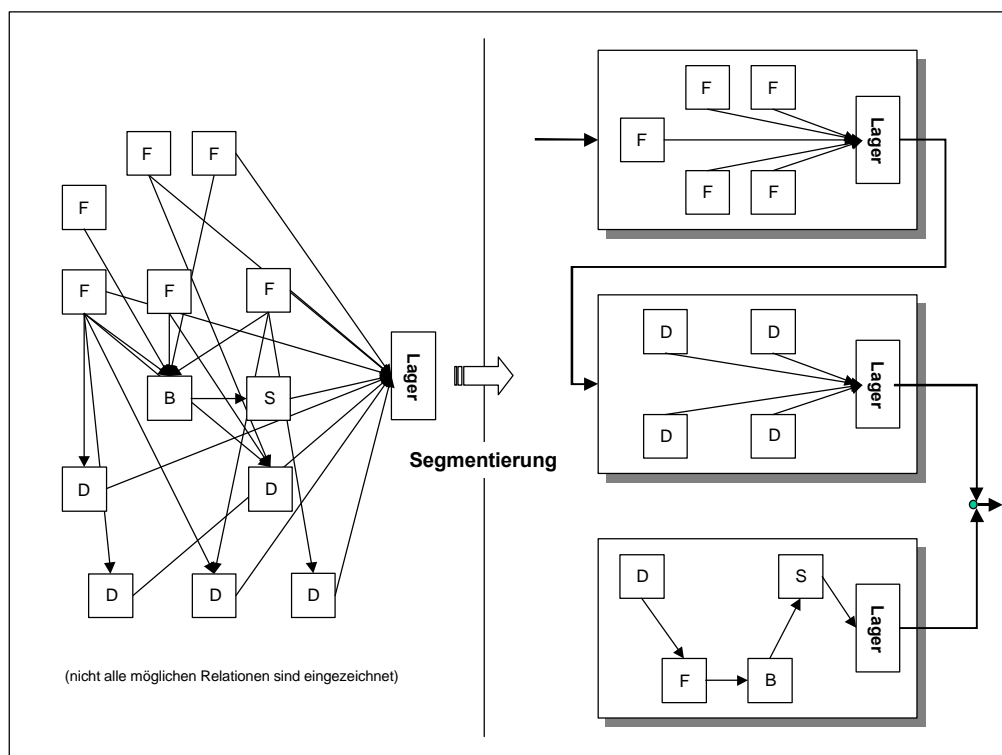 F
F
F
F
F
F
B
S
Lager
D
D
D
D
D
(nicht alle möglichen Relationen sind eingezeichnet)
Segmentierung
F
F
F
F
F
Lager
D
D
D
D
Lager
D
S
F
B
Lager